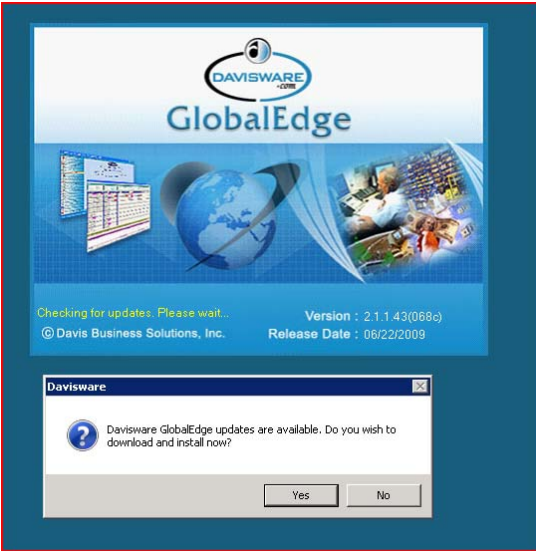 DAVISWARE
.com
GlobalEdge
Checking for updates. Please wait...
Version : 2.1.1.43(068c)
© Davis Business Solutions, Inc.
Release Date : 06/22/2009
Davisware
Davisware GlobalEdge updates are available. Do you wish to
download and install now?
Yes
No